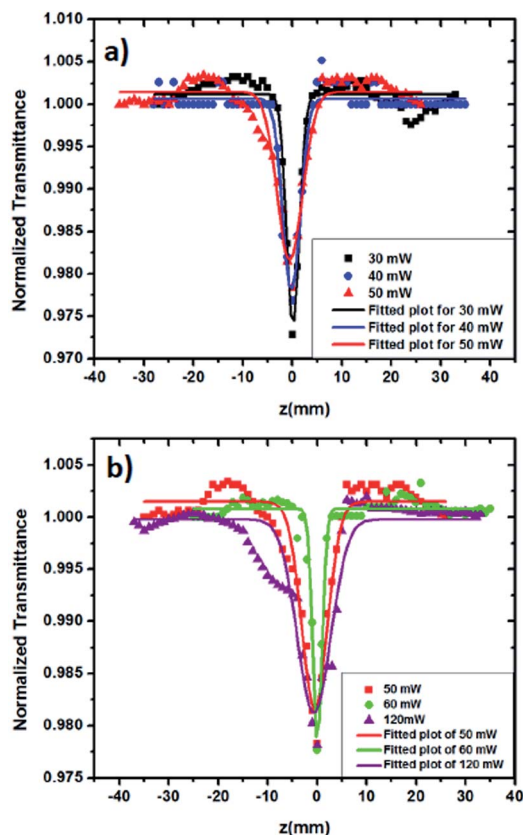 a)
1.010
1.005
1.000
0.995
0.990
0.985
0.980
0.975
0.970
Normalized Transmittance
30 mW
40 mW
50 mW
Fitted plot for 30 mW
Fitted plot for 40 mW
Fitted plot for 50 mW
-40 -30 -20 -10 0 10 20 30 40
z(mm)
b)
1.005
1.000
0.995
0.990
0.985
0.980
0.975
Normalized Transmittance
50 mW
60 mW
120mW
Fitted plot of 50 mW
Fitted plot of 60 mW
Fitted plot of 120 mW
-40 -30 -20 -10 0 10 20 30 40
z(mm)